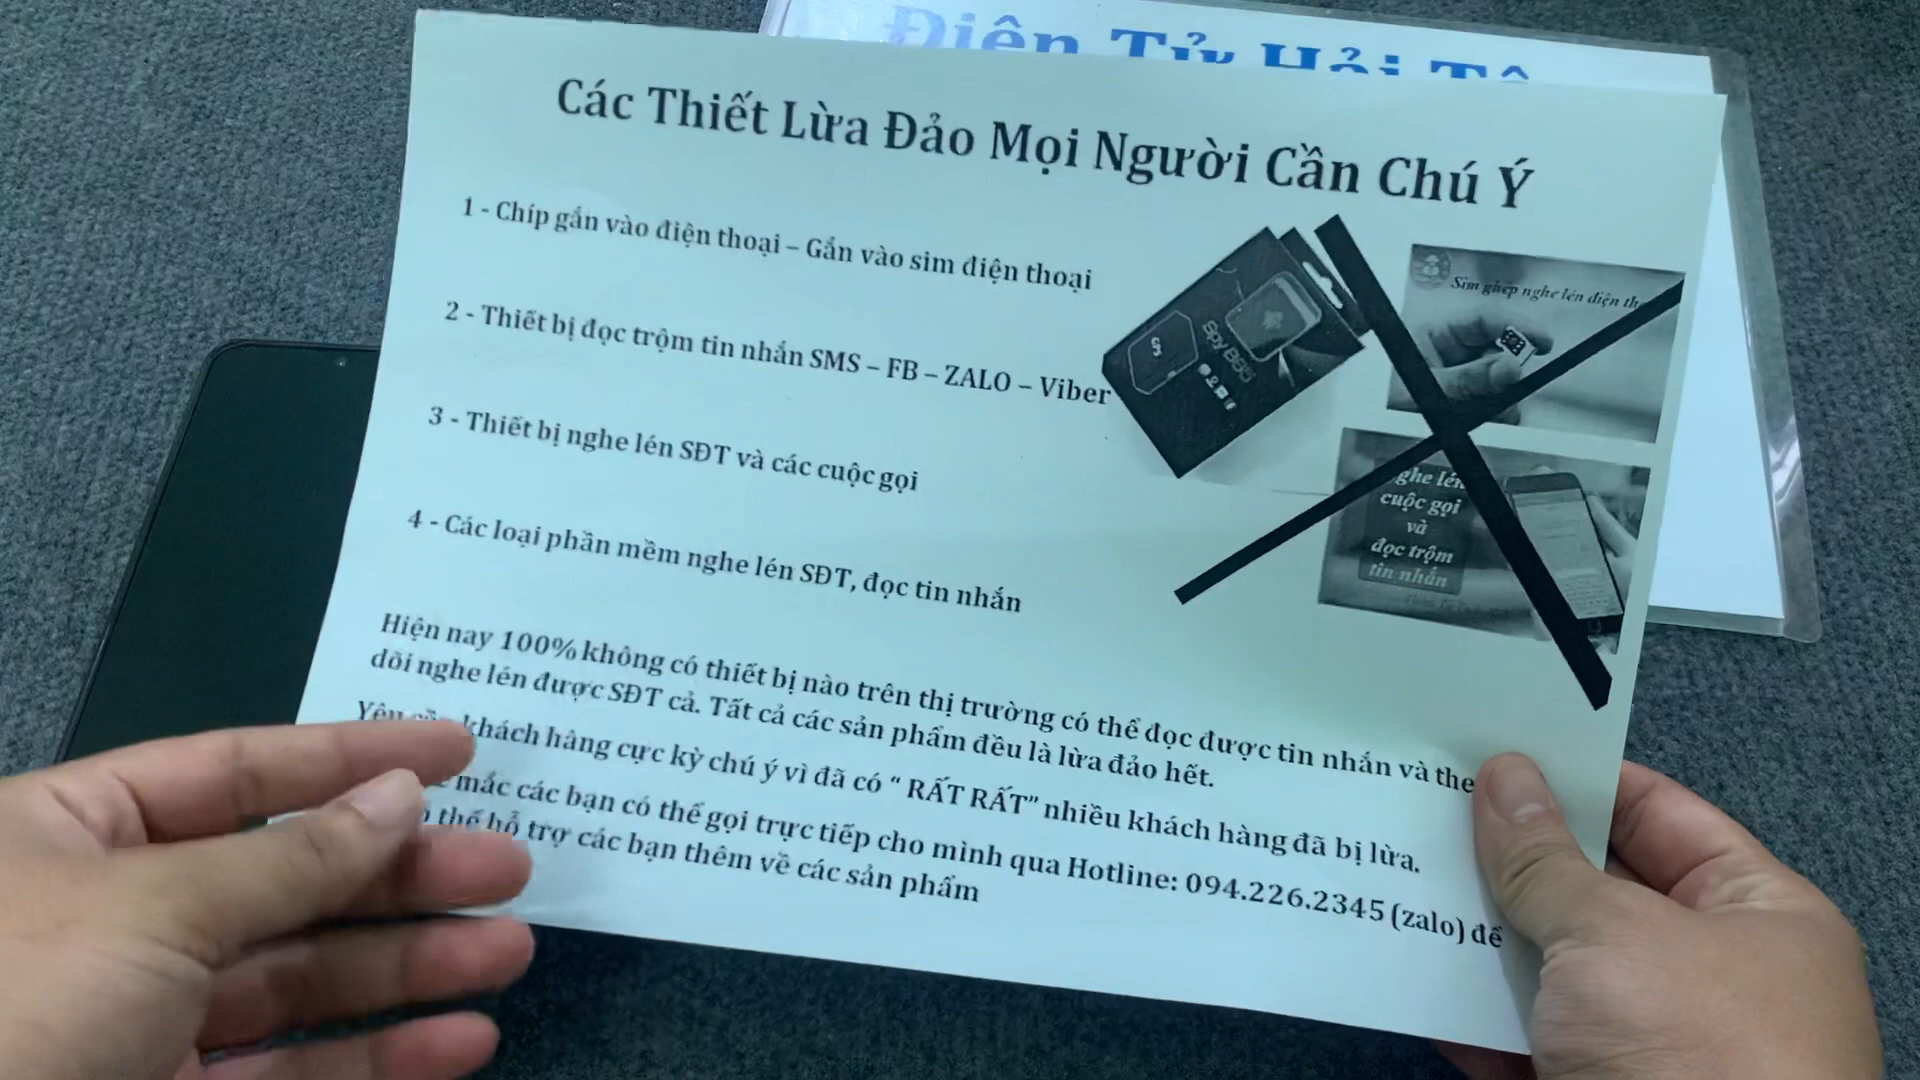 Điện Tử Hải
Các Thiết Lừa Đảo Mọi Người Cần Chú Ý
1 - Chíp gắn vào điện thoại – Gắn vào sim điện thoại
2 - Thiết bị đọc trộm tin nhắn SMS – FB – ZALO – Viber
3 - Thiết bị nghe lén SĐT và các cuộc gọi
4 - Các loại phần mềm nghe lén SĐT, đọc tin nhắn
GPS
Sim ghép nghe lén điện
nghe lén
cuộc gọi
và
đọc trộm
tin nhắn
Hiện nay 100% không có thiết bị nào trên thị trường có thể đọc được tin nhắn và the
dõi nghe lén được SĐT cả. Tất cả các sản phẩm đều là lừa đảo hết.
khách hàng cực kỳ chú ý vì đã có “ RẤT RẤT” nhiều khách hàng đã bị lừa.
mắc các bạn có thể gọi trực tiếp cho mình qua Hotline: 094.226.2345 (zalo) để
thể hỗ trợ các bạn thêm về các sản phẩm